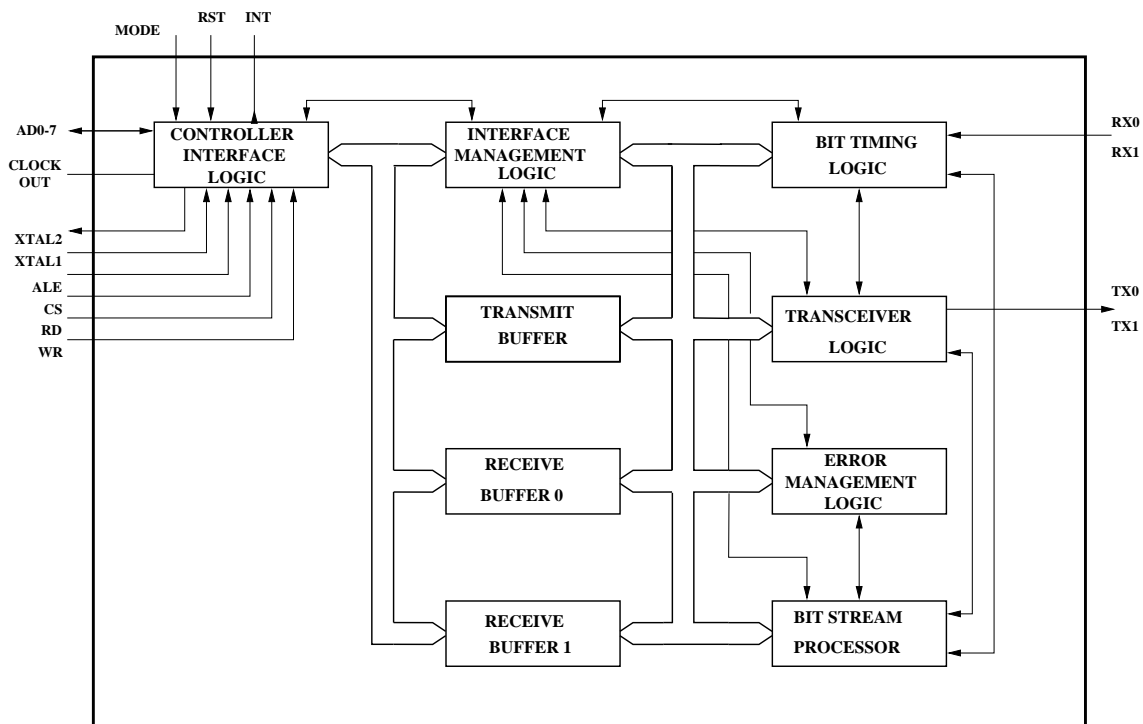 RST
INT
MODE
AD0-7
CLOCK
OUT
XTAL2
XTAL1
ALE
CS
RD
WR
CONTROLLER
INTERFACE
LOGIC
INTERFACE
MANAGEMENT
LOGIC
BIT TIMING
LOGIC
RX0
RX1
TRANSMIT
BUFFER
TRANSCEIVER
LOGIC
TX0
TX1
RECEIVE
BUFFER 0
ERROR
MANAGEMENT
LOGIC
RECEIVE
BUFFER 1
BIT STREAM
PROCESSOR